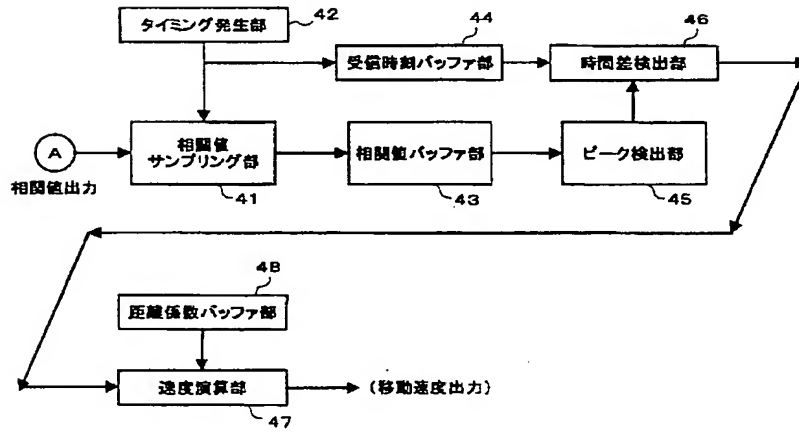 タイミング発生部
42
受信時刻バッファ部
44
時間差検出部
46
A
相関値出力
相関値
サンプリング部
41
相関値バッファ部
43
ピーク検出部
45
距離係数バッファ部
48
速度演算部
47
(移動速度出力)